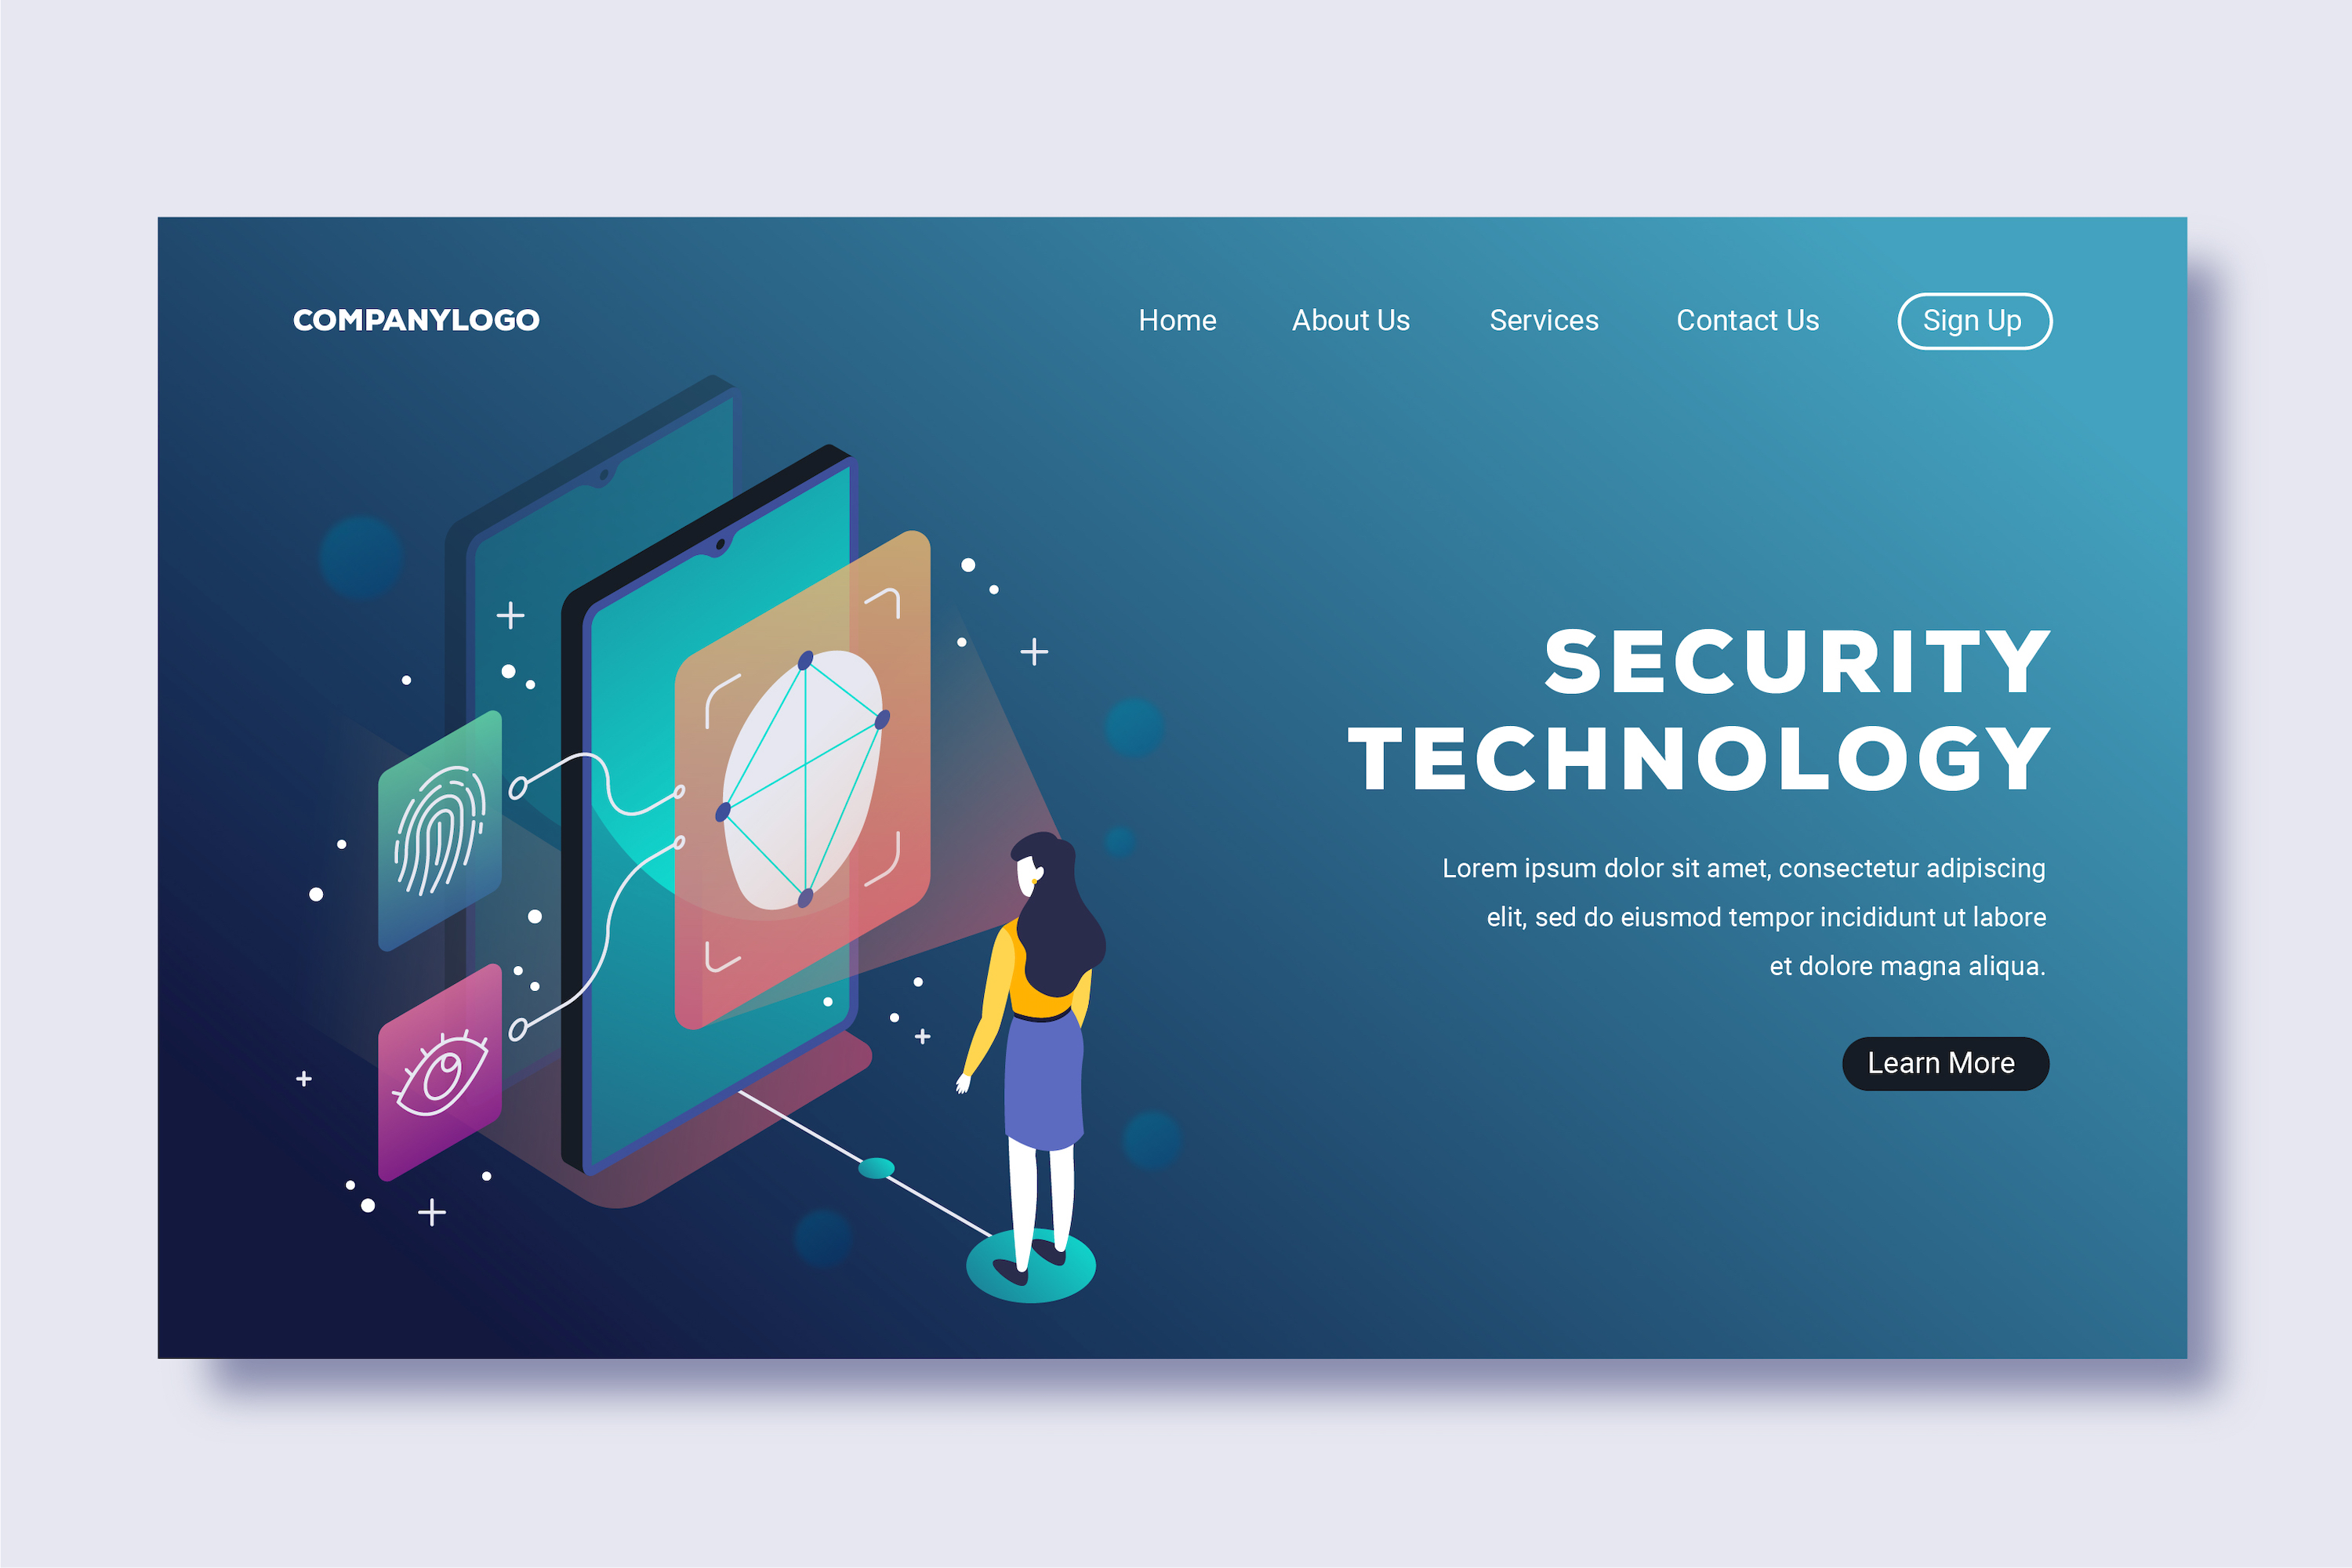 COMPANYLOGO
Home About Us Services Contact Us Sign Up
SECURITY
TECHNOLOGY
Lorem ipsum dolor sit amet, consectetur adipiscing
elit, sed do eiusmod tempor incididunt ut labore
et dolore magna aliqua.
Learn More